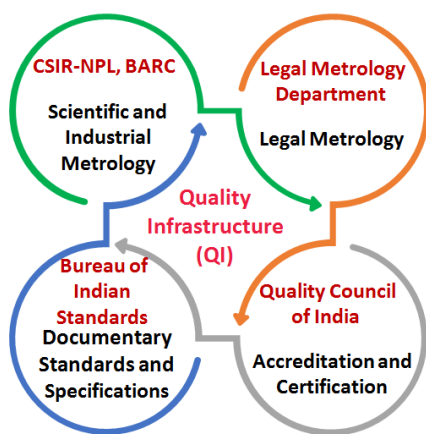 CSIR-NPL, BARC
Scientific and
Industrial
Metrology
Legal Metrology
Department
Legal Metrology
Quality
Infrastructure
(QI)
Bureau of
Indian
Standards
Documentary
Standards and
Specifications
Quality Council
of India
Accreditation and
Certification